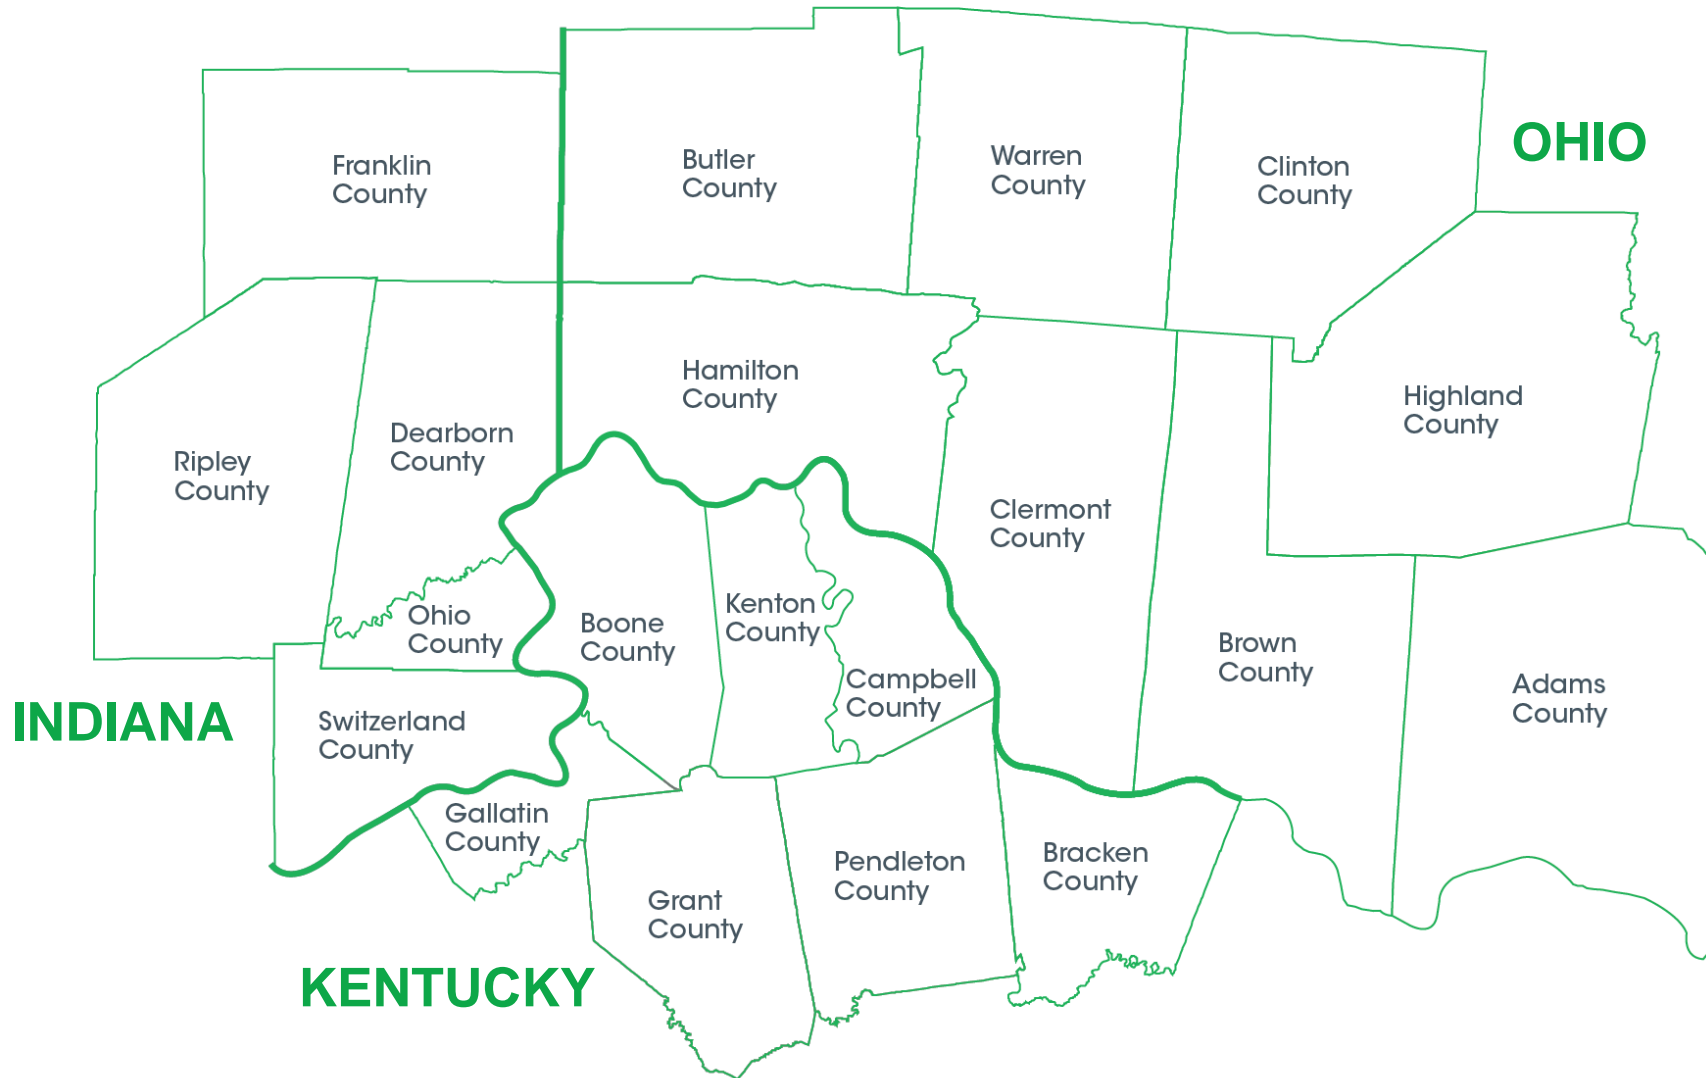 OHIO
Franklin
County
Butler
County
Warren
County
Clinton
County
Hamilton
County
Highland
County
Dearborn
County
Ripley
County
Clermont
County
Ohio
County
Boone
County
Kenton
County
Brown
County
Campbell
County
Adams
County
INDIANA
Switzerland
County
Gallatin
County
Pendleton
County
Bracken
County
Grant
County
KENTUCKY